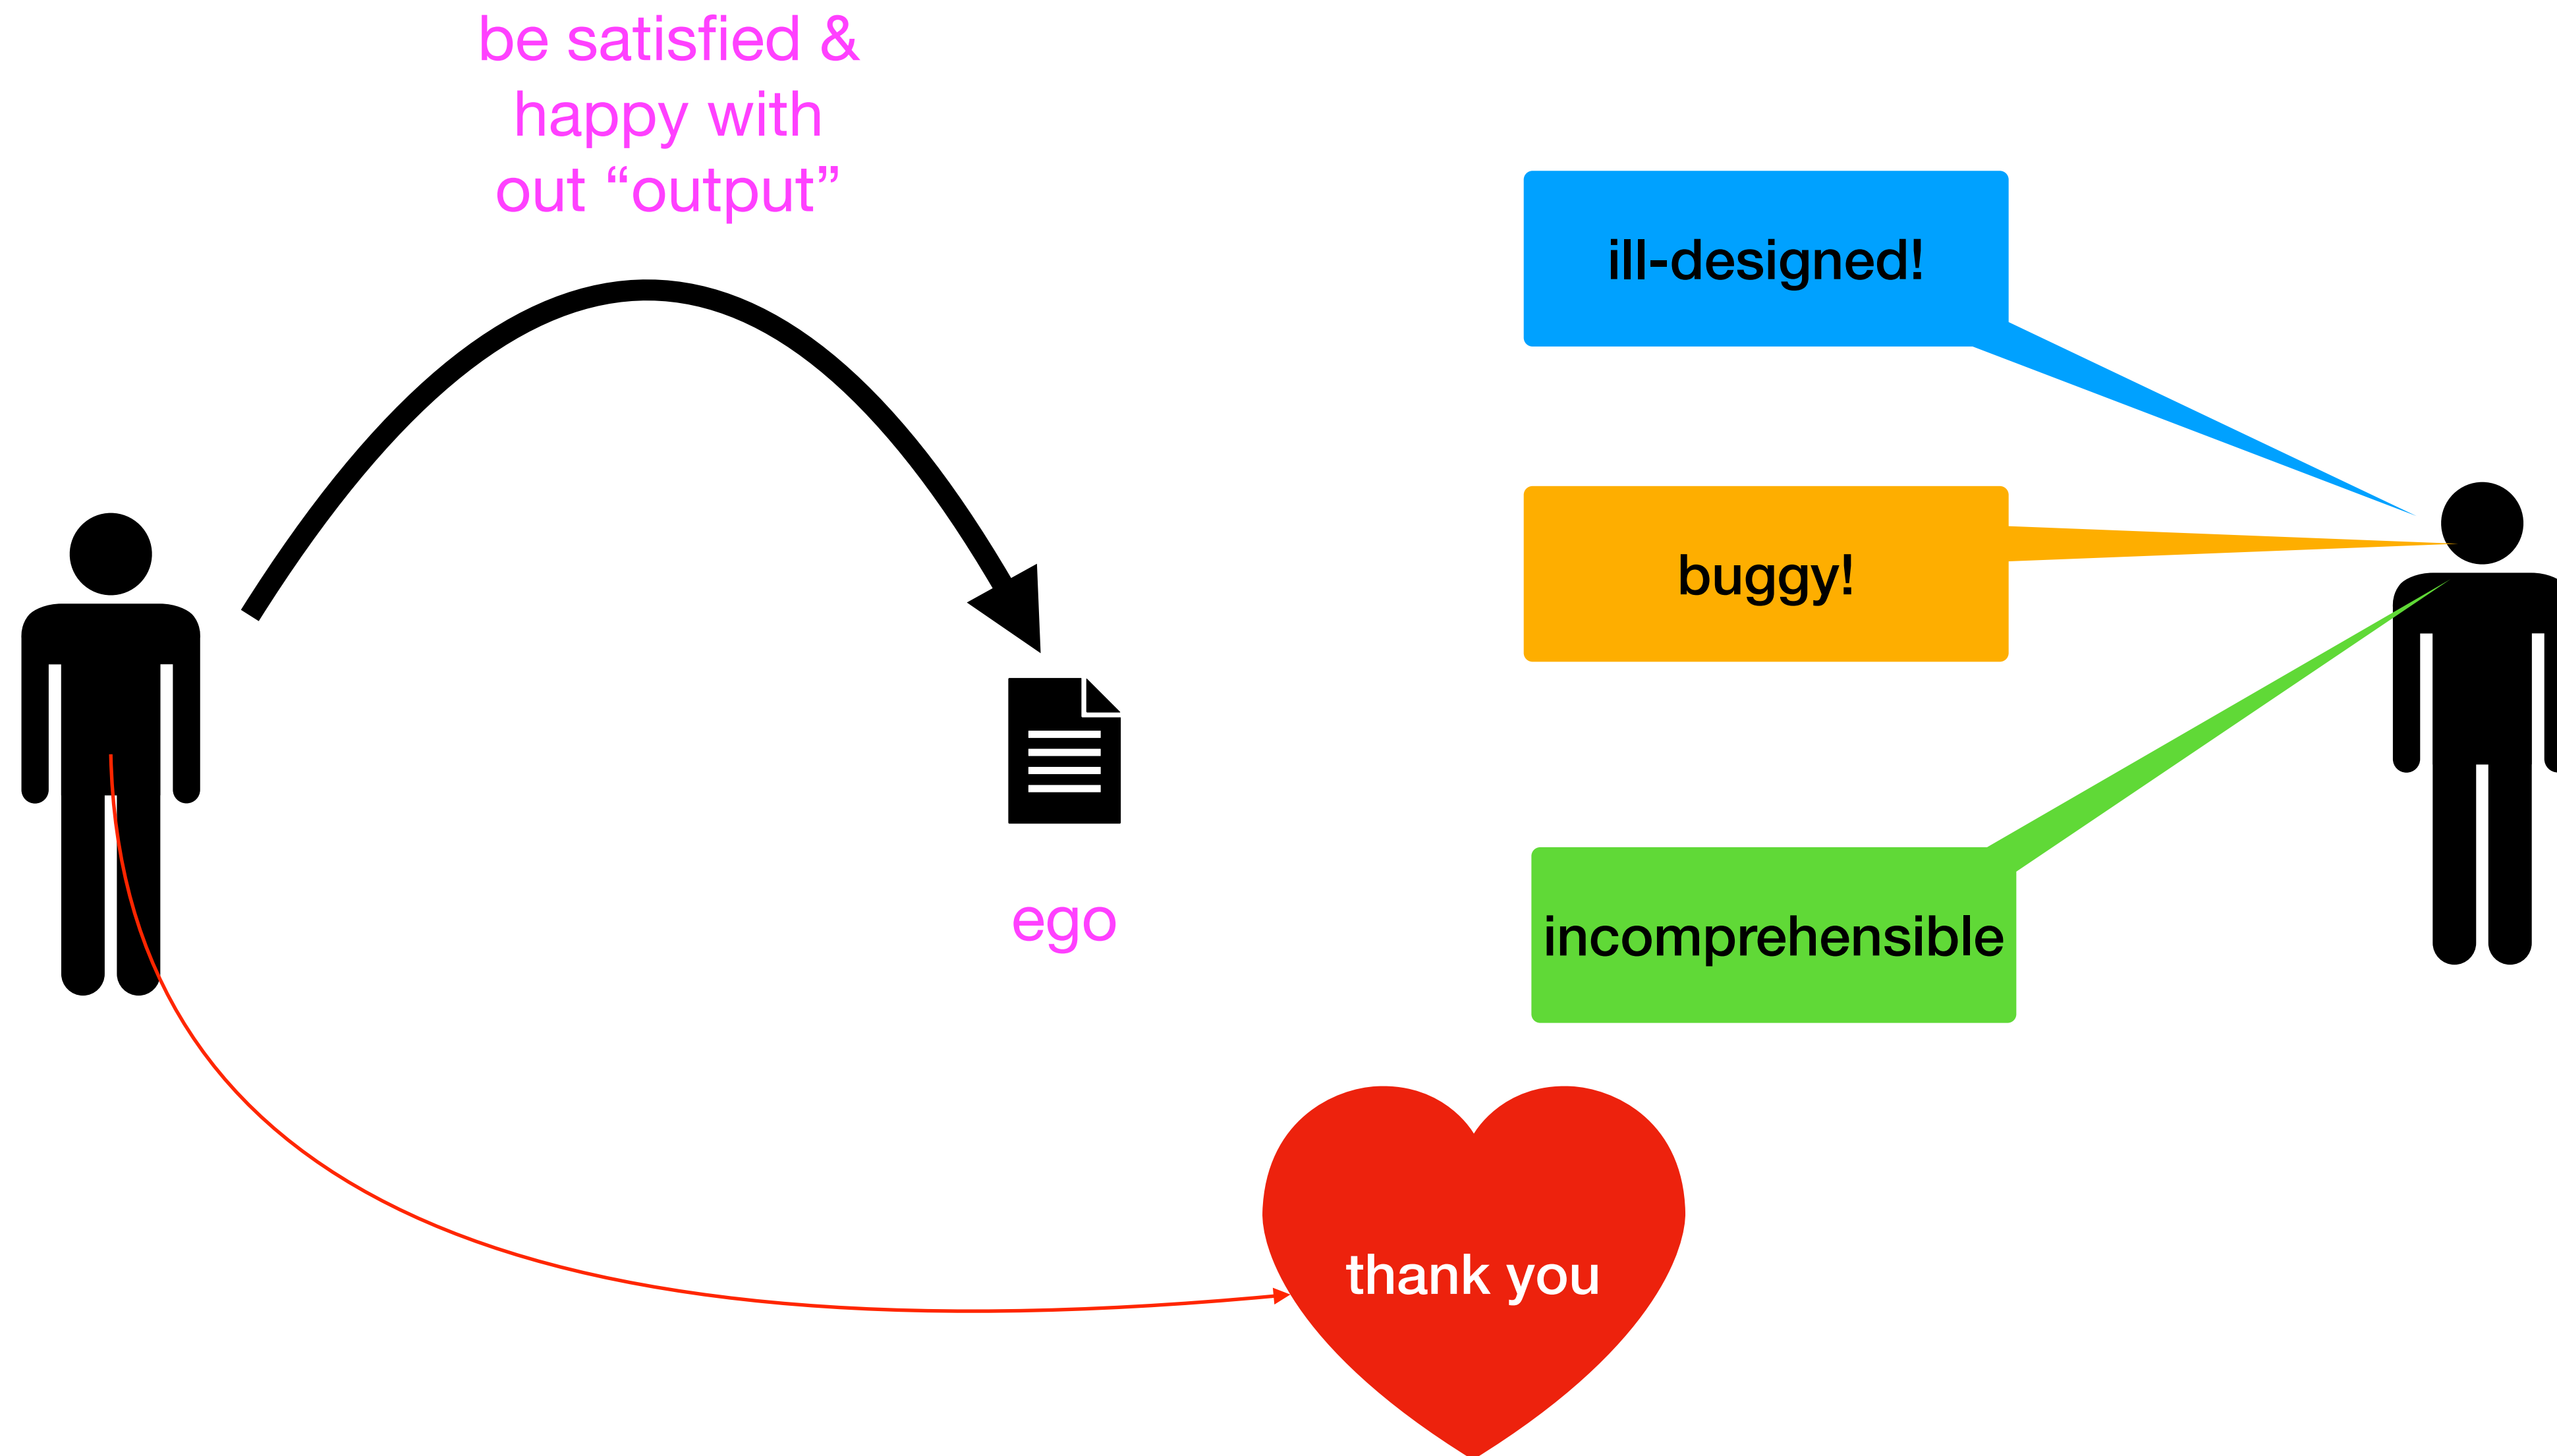 be satisfied &
happy with
out “output”
ill-designed!
buggy!
ego
incomprehensible
thank you